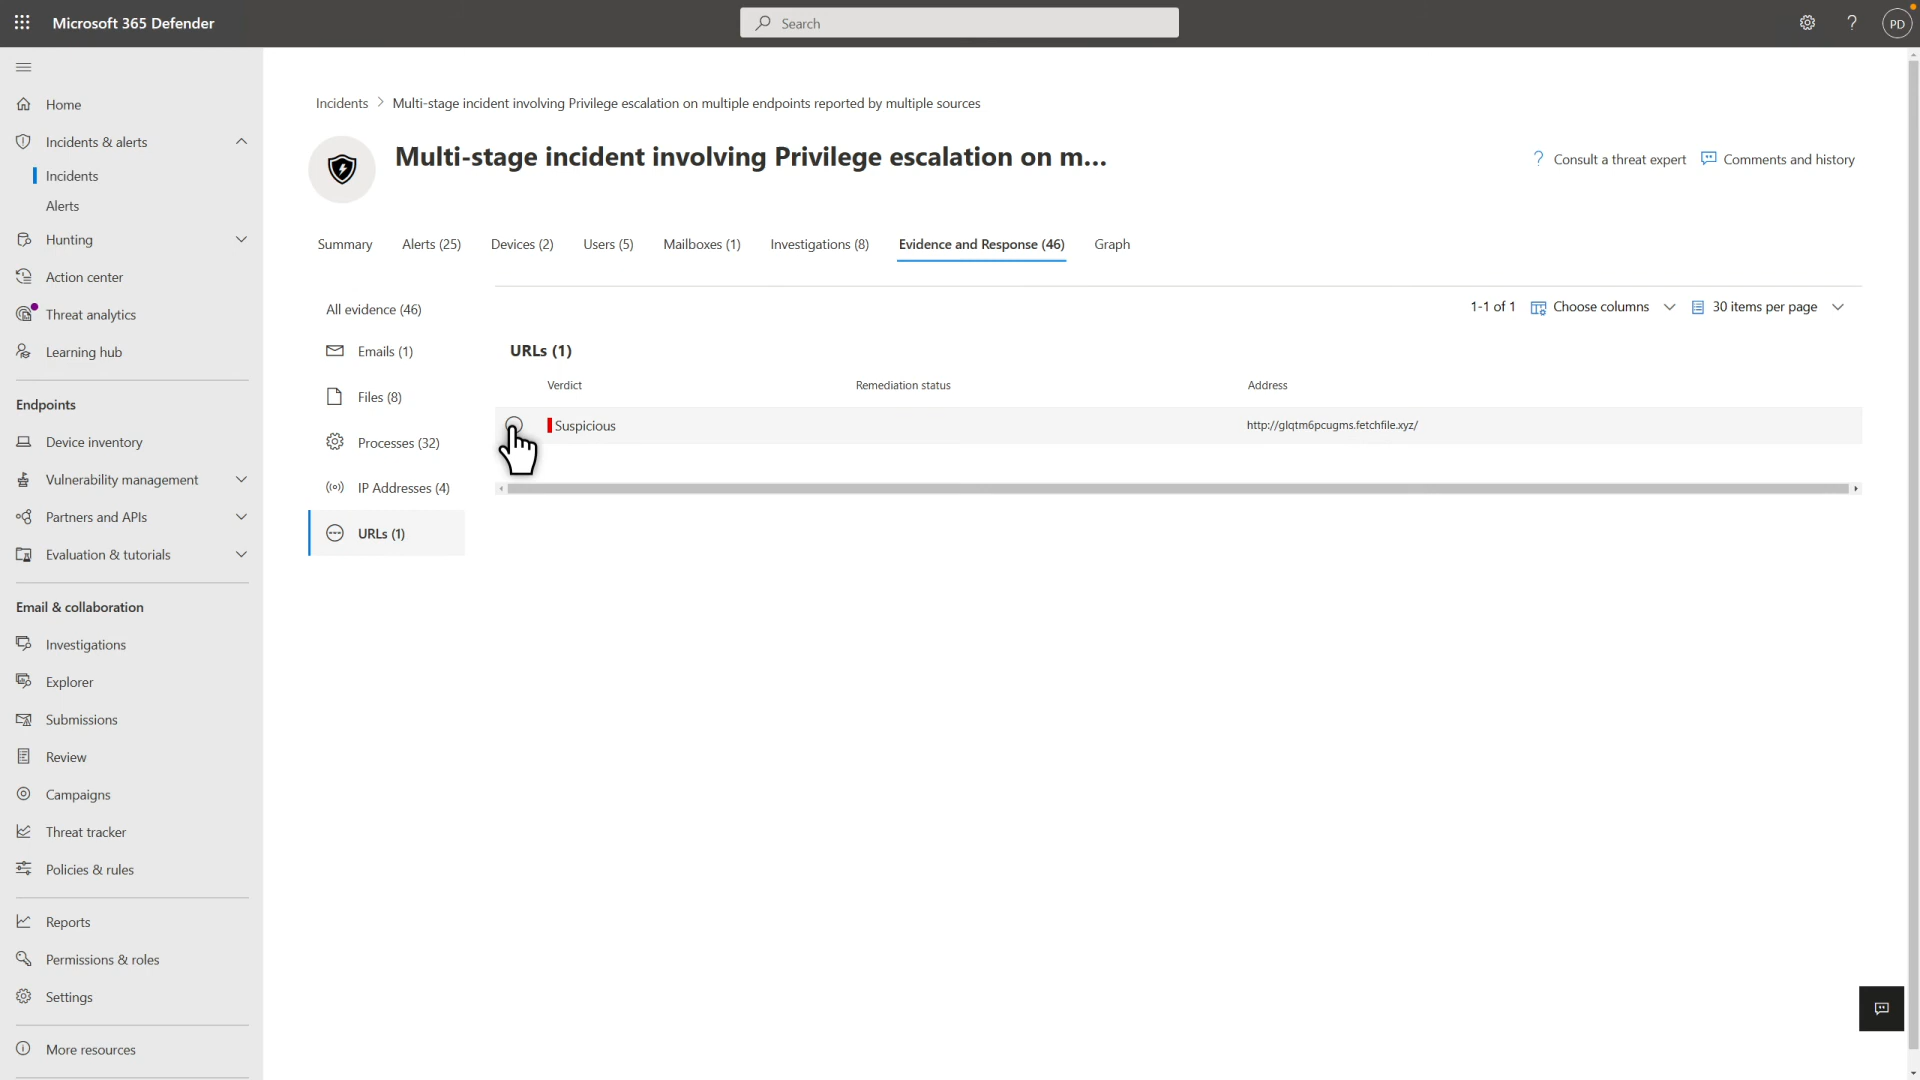 Microsoft 365 Defender
Search
?
PD
Home
Incidents & alerts
Incidents
Alerts
Hunting
Action center
Threat analytics
Learning hub
Endpoints
Device inventory
Vulnerability management
Partners and APIs
Evaluation & tutorials
Email & collaboration
Investigations
Explorer
Submissions
Review
Campaigns
Threat tracker
Policies & rules
Reports
Permissions & roles
Settings
More resources
Incidents > Multi-stage incident involving Privilege escalation on multiple endpoints reported by multiple sources
Multi-stage incident involving Privilege escalation on m...
? Consult a threat expert Comments and history
Summary Alerts (25) Devices (2) Users (5) Mailboxes (1) Investigations (8) Evidence and Response (46) Graph
All evidence (46)
Emails (1)
Files (8)
Processes (32)
IP Addresses (4)
URLs (1)
1-1 of 1 Choose columns 30 items per page
URLs (1)
Verdict Remediation status Address
Suspicious http://glqtm6pcugms.fetchfile.xyz/